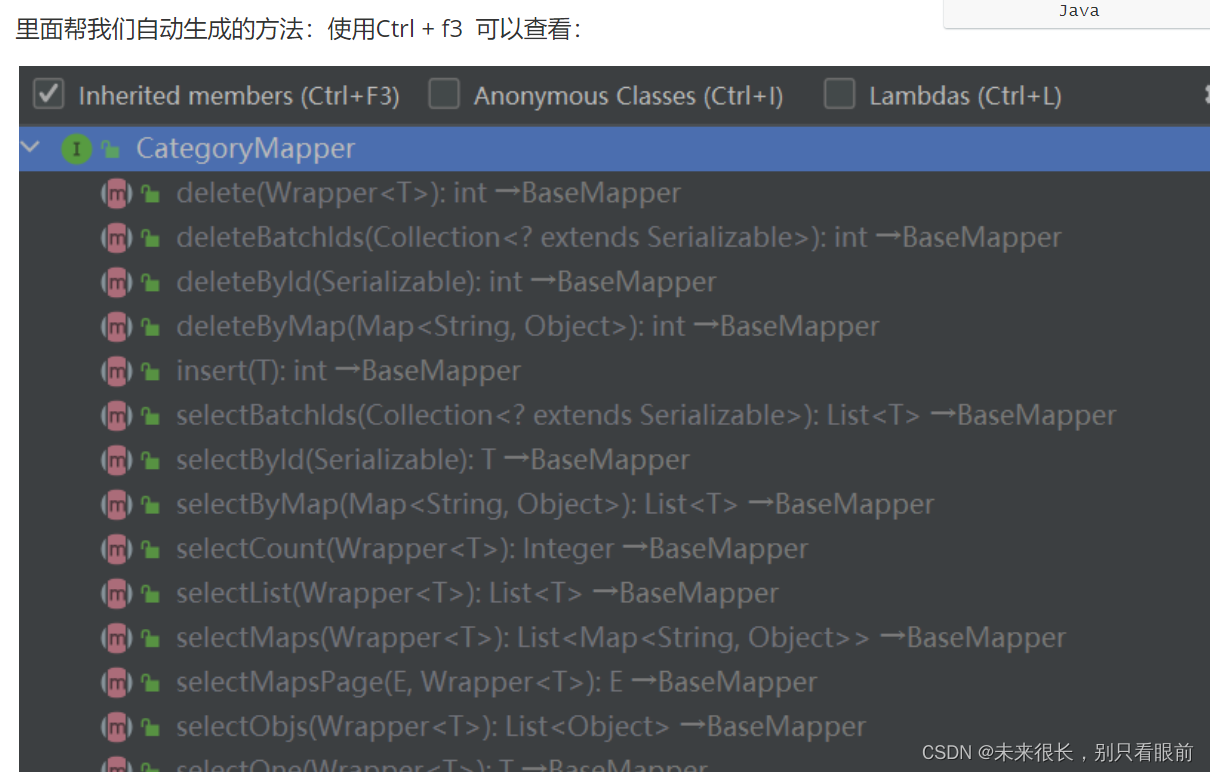 Java
里面帮我们自动生成的方法：使用Ctrl + f3 可以查看：
Inherited members (Ctrl+F3) Anonymous Classes (Ctrl+I) Lambdas (Ctrl+L)
I CategoryMapper
m delete(Wrapper<T>): int →BaseMapper
m deleteBatchIds(Collection<? extends Serializable>): int →BaseMapper
m deleteById(Serializable): int →BaseMapper
m deleteByMap(Map<String, Object>): int →BaseMapper
m insert(T): int →BaseMapper
m selectBatchIds(Collection<? extends Serializable>): List<T> →BaseMapper
m selectById(Serializable): T →BaseMapper
m selectByMap(Map<String, Object>): List<T> →BaseMapper
m selectCount(Wrapper<T>): Integer →BaseMapper
m selectList(Wrapper<T>): List<T> →BaseMapper
m selectMaps(Wrapper<T>): List<Map<String, Object>> →BaseMapper
m selectMapsPage(E, Wrapper<T>): E →BaseMapper
m selectObjs(Wrapper<T>): List<Object> →BaseMapper
m selectOne(Wrapper<T>): T →BaseMapper
CSDN @未来很长，别只看眼前